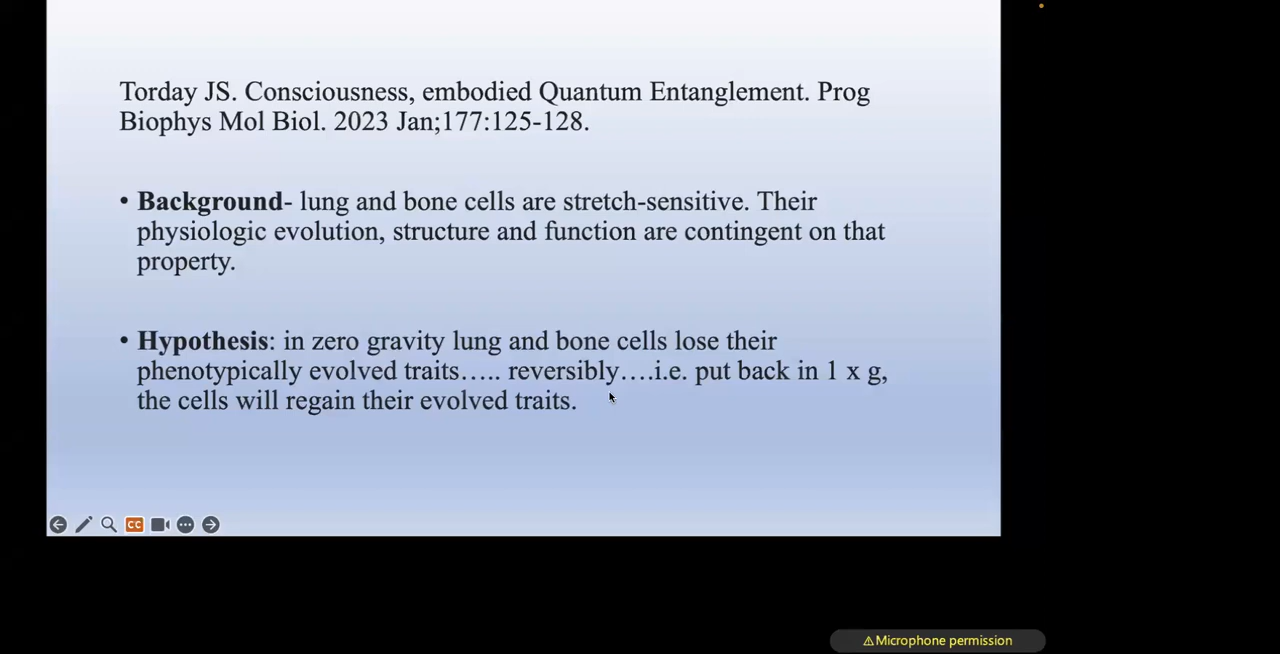 Torday JS. Consciousness, embodied Quantum Entanglement. Prog
Biophys Mol Biol. 2023 Jan;177:125-128.
• Background- lung and bone cells are stretch-sensitive. Their
physiologic evolution, structure and function are contingent on that
property.
• Hypothesis: in zero gravity lung and bone cells lose their
phenotypically evolved traits….. reversibly….i.e. put back in 1 x g,
the cells will regain their evolved traits.
CC
⚠Microphone permission